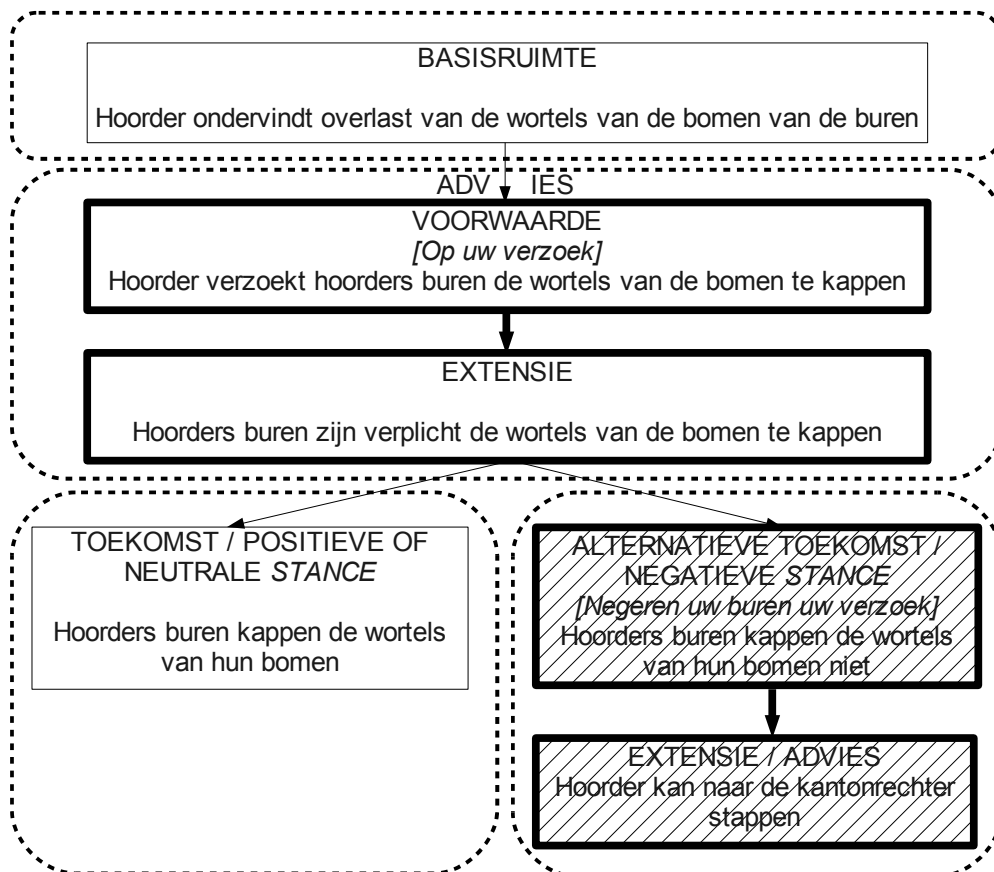 BASISRUIMTE
Hoorder ondervindt overlast van de wortels van de bomen van de buren
ADV IES
VOORWAARDE
[Op uw verzoek]
Hoorder verzoekt hoorders buren de wortels van de bomen te kappen
EXTENSIE
Hoorders buren zijn verplicht de wortels van de bomen te kappen
TOEKOMST / POSITIEVE OF
NEUTRALE STANCE
Hoorders buren kappen de wortels
van hun bomen
ALTERNATIEVE TOEKOMST /
NEGATIEVE STANCE
[Negeren uw buren uw verzoek]
Hoorders buren kappen de wortels
van hun bomen niet
EXTENSIE / ADVIES
Hoorder kan naar de kantonrechter
stappen